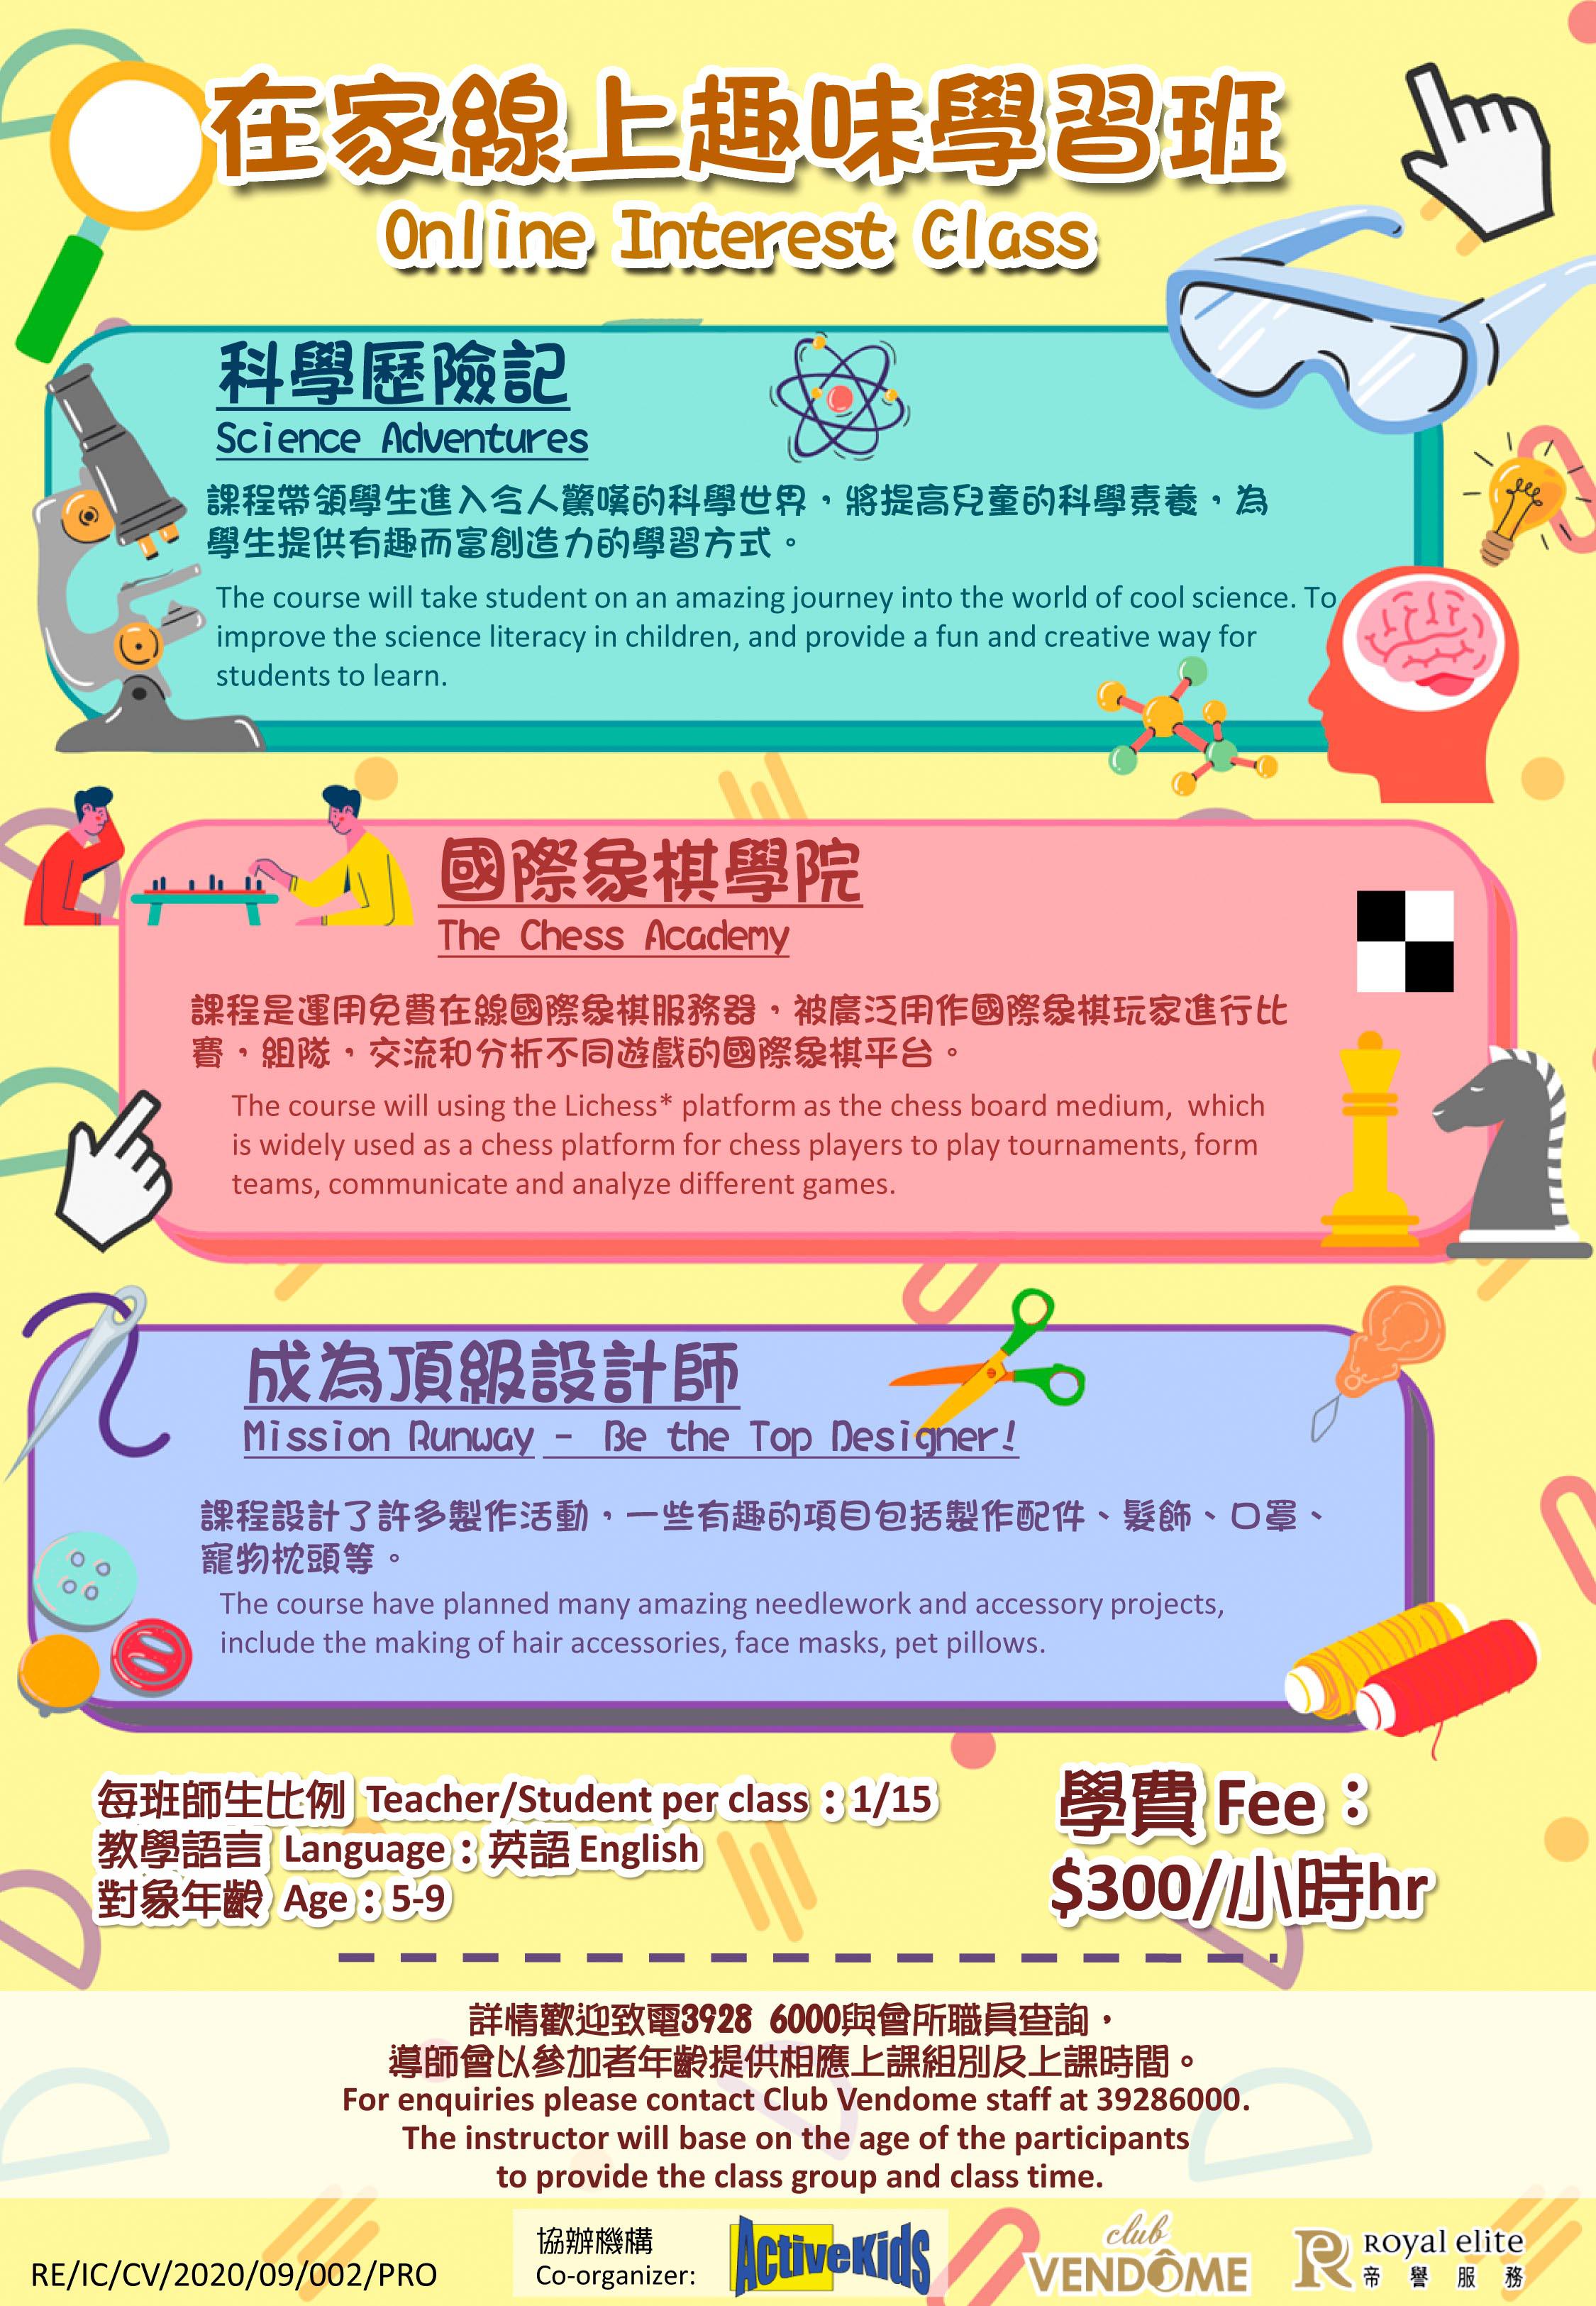 在家線上趣味學習班
Online Interest Class
科學歷險記
Science Adventures
課程帶領學生進入令人驚嘆的科學世界，將提高兒童的科學素養，為
學生提供有趣而富創造力的學習方式。
The course will take student on an amazing journey into the world of cool science. To
improve the science literacy in children, and provide a fun and creative way for
students to learn.
國際象棋學院
The Chess Academy
課程是運用免費在線國際象棋服務器，被廣泛用作國際象棋玩家進行比
賽，組隊，交流和分析不同遊戲的國際象棋平台。
The course will using the Lichess* platform as the chess board medium, which
is widely used as a chess platform for chess players to play tournaments, form
teams, communicate and analyze different games.
成為頂級設計師
Mission Runway - Be the Top Designer!
課程設計了許多製作活動，一些有趣的項目包括製作配件、髮飾、口罩、
寵物枕頭等。
The course have planned many amazing needlework and accessory projects,
include the making of hair accessories, face masks, pet pillows.
每班師生比例 Teacher/Student per class：1/15
教學語言 Language：英語 English
對象年齡 Age：5-9
學費 Fee：
$300/小時hr
詳情歡迎致電3928 6000與會所職員查詢，
導師會以參加者年齡提供相應上課組別及上課時間。
For enquiries please contact Club Vendome staff at 39286000.
The instructor will base on the age of the participants
to provide the class group and class time.
RE/IC/CV/2020/09/002/PRO
協辦機構
Co-organizer:
ActiveKids
club
VENDÔME
Royal elite
帝譽服務